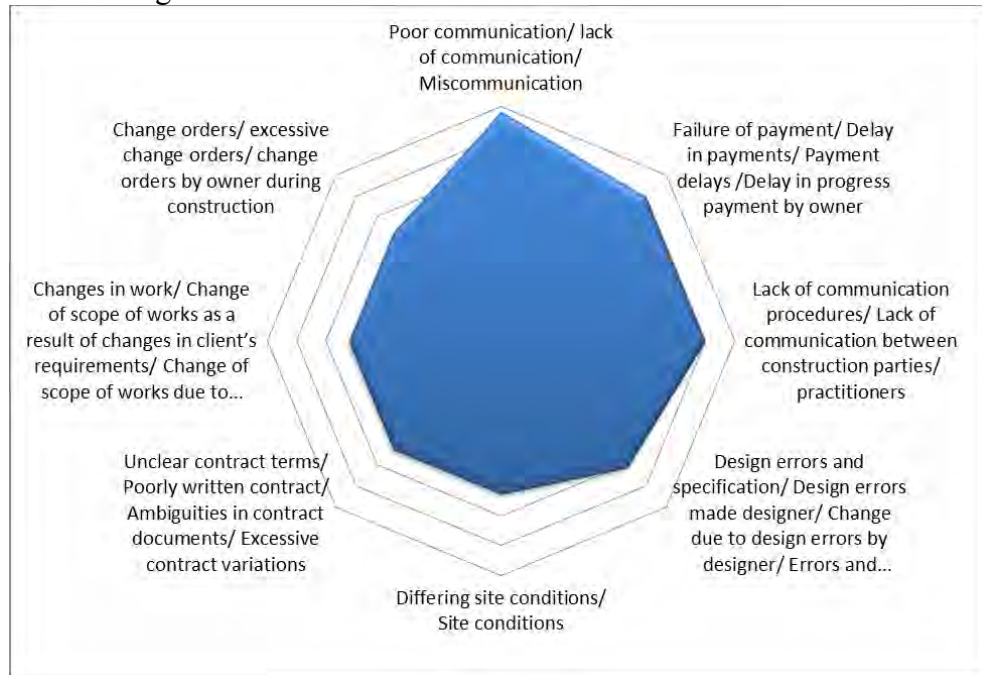 Poor communication/ lack
of communication/
Miscommunication
Failure of payment/ Delay
in payments/ Payment
delays /Delay in progress
payment by owner
Lack of communication
procedures/ Lack of
communication between
construction parties/
practitioners
Design errors and
specification/ Design errors
made designer/ Change
due to design errors by
designer/ Errors and...
Differing site conditions/
Site conditions
Unclear contract terms/
Poorly written contract/
Ambiguities in contract
documents/ Excessive
contract variations
Changes in work/ Change
of scope of works as a
result of changes in client’s
requirements/ Change of
scope of works due to...
Change orders/ excessive
change orders/ change
orders by owner during
construction